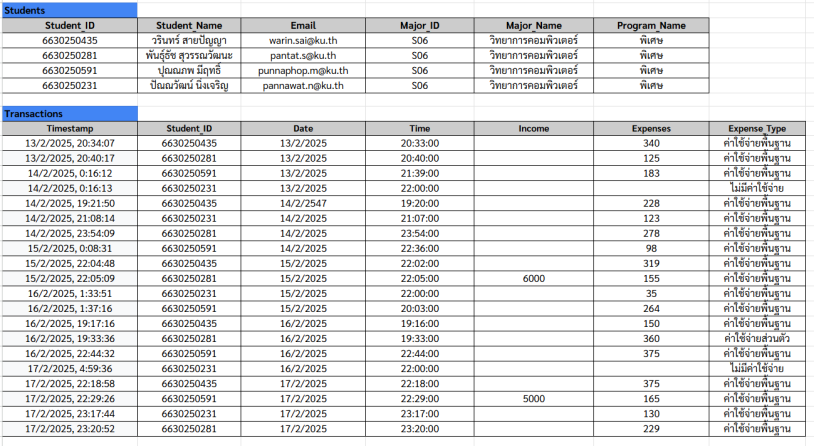 Students
Student_ID Student_Name Email Major_ID Major_Name Program_Name
6630250435 วรินทร์ สายปัญญา warin.sai@ku.th S06 วิทยาการคอมพิวเตอร์ พิเศษ
6630250281 พันธุ์ธัช สุวรรณวัฒนะ pantat.s@ku.th S06 วิทยาการคอมพิวเตอร์ พิเศษ
6630250591 ปุณณภพ มีฤทธิ์ punnaphop.m@ku.th S06 วิทยาการคอมพิวเตอร์ พิเศษ
6630250231 ปัณณวัฒน์ นิ่งเจริญ pannawat.n@ku.th S06 วิทยาการคอมพิวเตอร์ พิเศษ
Transactions
Timestamp Student_ID Date Time Income Expenses Expense_Type
13/2/2025, 20:34:07 6630250435 13/2/2025 20:33:00 340 ค่าใช้จ่ายพื้นฐาน
13/2/2025, 20:40:17 6630250281 13/2/2025 20:40:00 125 ค่าใช้จ่ายพื้นฐาน
14/2/2025, 0:16:12 6630250591 13/2/2025 21:39:00 183 ค่าใช้จ่ายพื้นฐาน
14/2/2025, 0:16:13 6630250231 13/2/2025 22:00:00 ไม่มีค่าใช้จ่าย
14/2/2025, 19:21:50 6630250435 14/2/2547 19:20:00 228 ค่าใช้จ่ายพื้นฐาน
14/2/2025, 21:08:14 6630250231 14/2/2025 21:07:00 123 ค่าใช้จ่ายพื้นฐาน
14/2/2025, 23:54:09 6630250281 14/2/2025 23:54:00 278 ค่าใช้จ่ายพื้นฐาน
15/2/2025, 0:08:31 6630250591 14/2/2025 22:36:00 98 ค่าใช้จ่ายพื้นฐาน
15/2/2025, 22:04:48 6630250435 15/2/2025 22:02:00 319 ค่าใช้จ่ายพื้นฐาน
15/2/2025, 22:05:09 6630250281 15/2/2025 22:05:00 6000 155 ค่าใช้จ่ายพื้นฐาน
16/2/2025, 1:33:51 6630250231 15/2/2025 22:00:00 35 ค่าใช้จ่ายพื้นฐาน
16/2/2025, 1:37:16 6630250591 15/2/2025 20:03:00 264 ค่าใช้จ่ายพื้นฐาน
16/2/2025, 19:17:16 6630250435 16/2/2025 19:16:00 150 ค่าใช้จ่ายพื้นฐาน
16/2/2025, 19:33:36 6630250281 16/2/2025 19:33:00 360 ค่าใช้จ่ายส่วนตัว
16/2/2025, 22:44:32 6630250591 16/2/2025 22:44:00 375 ค่าใช้จ่ายพื้นฐาน
17/2/2025, 4:59:36 6630250231 16/2/2025 22:00:00 ไม่มีค่าใช้จ่าย
17/2/2025, 22:18:58 6630250435 17/2/2025 22:18:00 375 ค่าใช้จ่ายพื้นฐาน
17/2/2025, 22:29:26 6630250591 17/2/2025 22:29:00 5000 165 ค่าใช้จ่ายพื้นฐาน
17/2/2025, 23:17:44 6630250231 17/2/2025 23:17:00 130 ค่าใช้จ่ายพื้นฐาน
17/2/2025, 23:20:52 6630250281 17/2/2025 23:20:00 229 ค่าใช้จ่ายพื้นฐาน